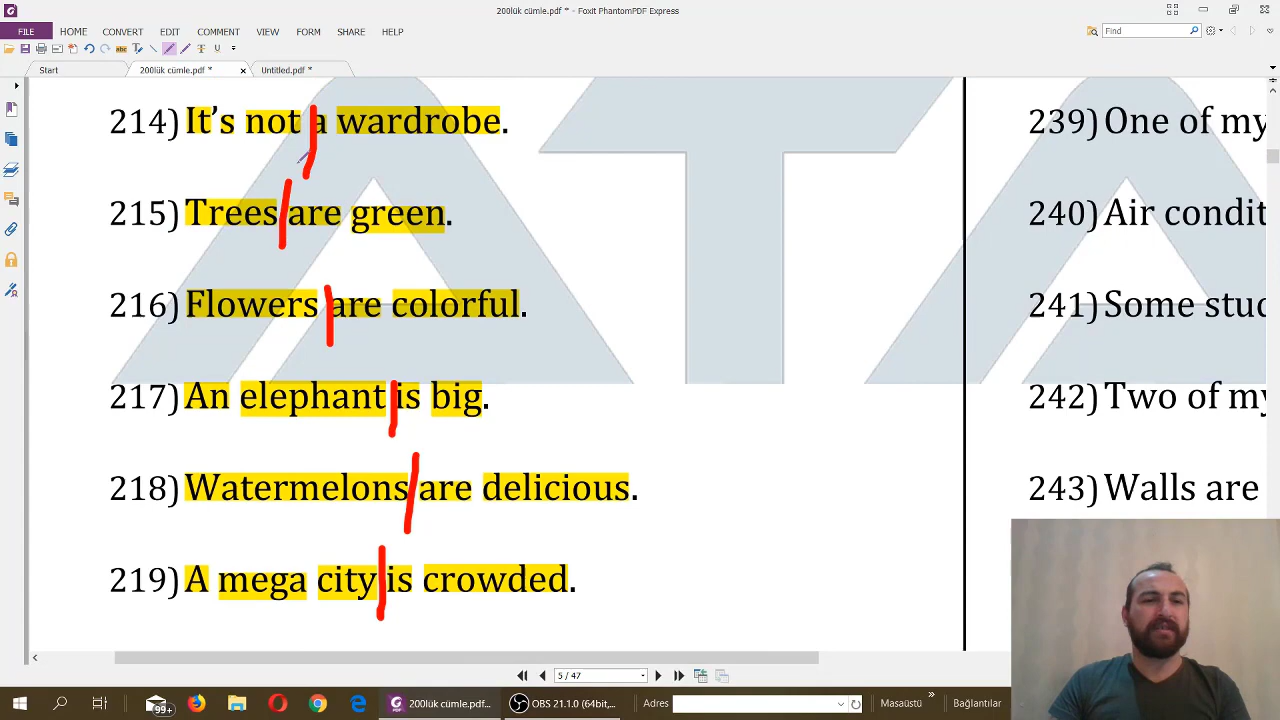 200lük cümle.pdf * - Foxit PhantomPDF Express
FILE HOME CONVERT EDIT COMMENT VIEW FORM SHARE HELP
Find
Start 200lük cümle.pdf * Untitled.pdf *
214) It's not a wardrobe.
215) Trees are green.
216) Flowers are colorful.
217) An elephant is big.
218) Watermelons are delicious.
219) A mega city is crowded.
239) One of my
240) Air condit
241) Some stud
242) Two of my
243) Walls are
ATA
5 / 47
99+ 200lük cümle.pdf... OBS 21.1.0 (64bit,... Adres Masaüstü » Bağlantılar